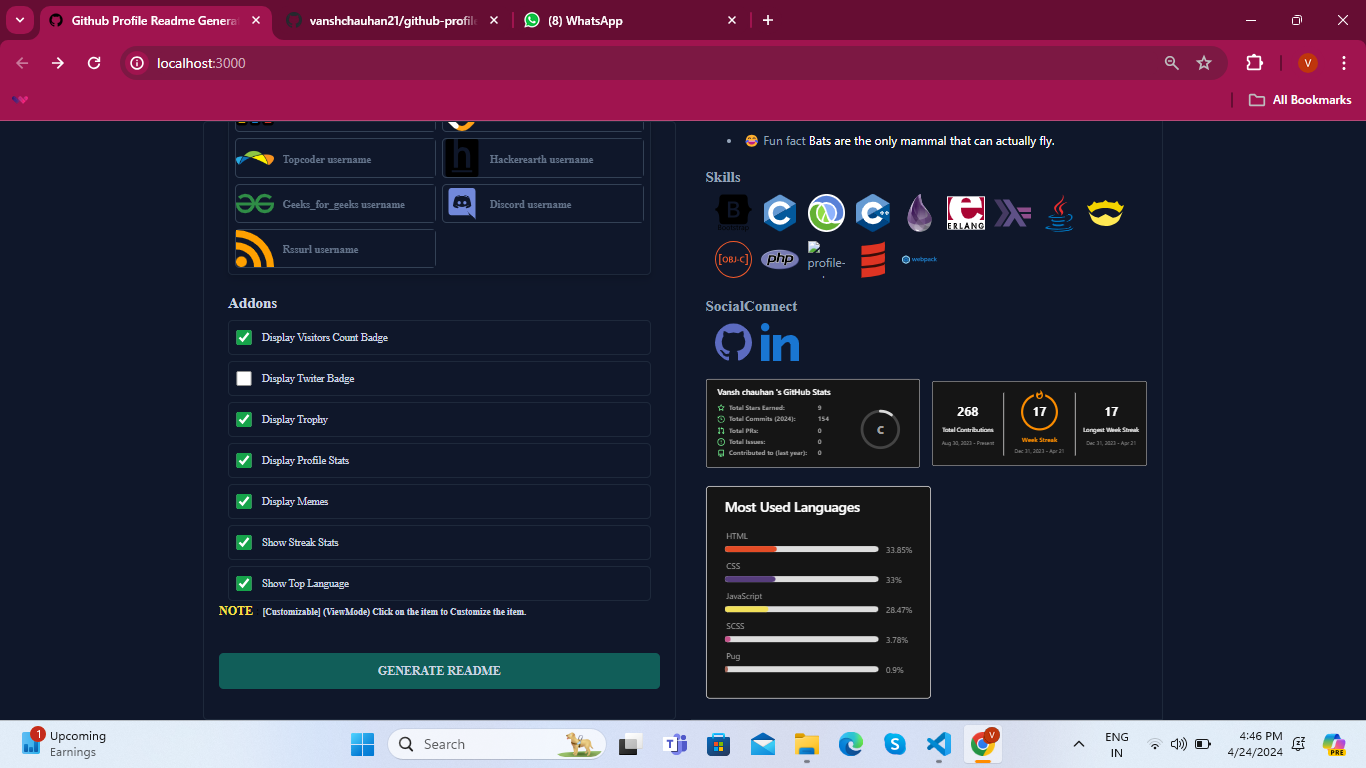 Github Profile Readme Genera
vanshchauhan21/github-profile
(8) WhatsApp
localhost:3000
V
All Bookmarks
Topcoder username
Hackerearth username
Geeks_for_geeks username
Discord username
Rssurl username
Addons
Display Visitors Count Badge
Display Twiter Badge
Display Trophy
Display Profile Stats
Display Memes
Show Streak Stats
Show Top Language
NOTE [Customizable] (ViewMode) Click on the item to Customize the item.
GENERATE README
Fun fact Bats are the only mammal that can actually fly.
Skills
B
Bootstrap
C
C++
e
ERLANG
[OBJ-C]
php
profile-
webpack
SocialConnect
in
Vansh chauhan 's GitHub Stats
Total Stars Earned: 9
Total Commits (2024): 154
Total PRs: 0
Total Issues: 0
Contributed to (last year): 0
C
268
Total Contributions
Aug 30, 2023 - Present
17
Week Streak
Dec 31, 2023 - Apr 21
17
Longest Week Streak
Dec 31, 2023 - Apr 21
Most Used Languages
HTML
33.85%
CSS
33%
JavaScript
28.47%
SCSS
3.78%
Pug
0.9%
1
Upcoming
Earnings
Search
V
ENG
IN
4:46 PM
4/24/2024
PRE